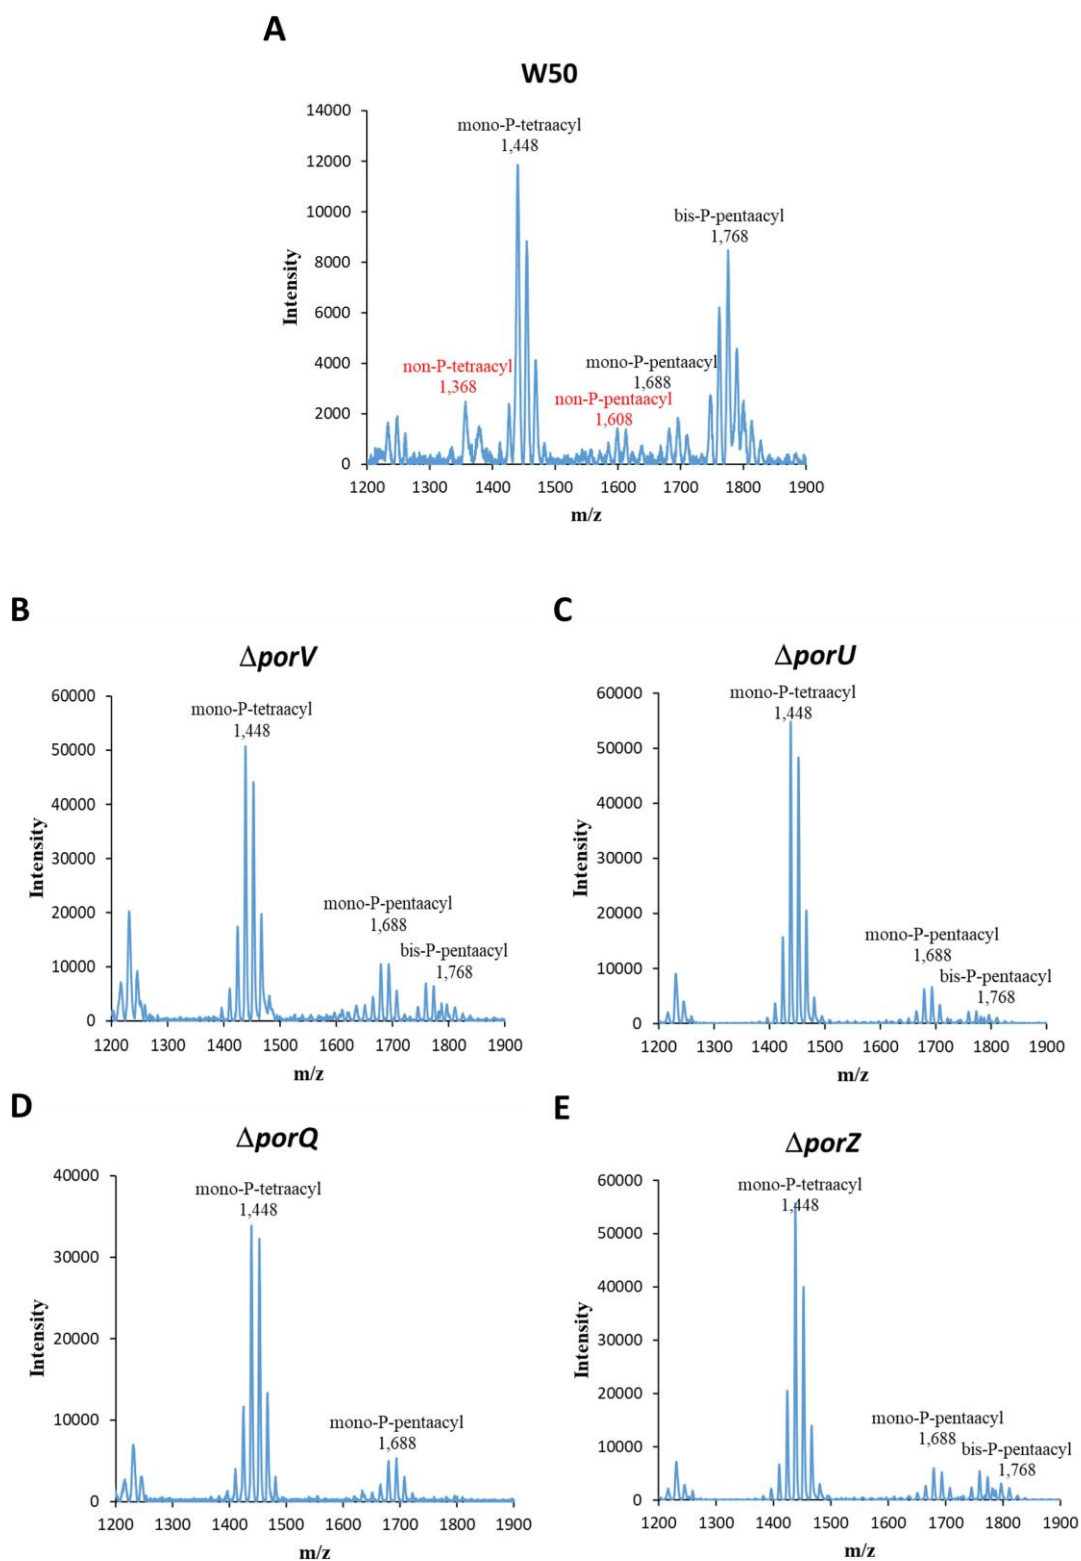 A
W50
14000
12000
10000
8000
6000
4000
2000
0
Intensity
mono-P-tetraacyl
1,448
bis-P-pentaacyl
1,768
non-P-tetraacyl
1,368
mono-P-pentaacyl
1,688
non-P-pentaacyl
1,608
1200 1300 1400 1500 1600 1700 1800 1900
m/z
B
ΔporV
60000
50000
40000
30000
20000
10000
0
Intensity
mono-P-tetraacyl
1,448
mono-P-pentaacyl
1,688
bis-P-pentaacyl
1,768
1200 1300 1400 1500 1600 1700 1800 1900
m/z
C
ΔporU
60000
50000
40000
30000
20000
10000
0
Intensity
mono-P-tetraacyl
1,448
mono-P-pentaacyl
1,688
bis-P-pentaacyl
1,768
1200 1300 1400 1500 1600 1700 1800 1900
m/z
D
ΔporQ
40000
30000
20000
10000
0
Intensity
mono-P-tetraacyl
1,448
mono-P-pentaacyl
1,688
1200 1300 1400 1500 1600 1700 1800 1900
m/z
E
ΔporZ
60000
50000
40000
30000
20000
10000
0
Intensity
mono-P-tetraacyl
1,448
mono-P-pentaacyl
1,688
bis-P-pentaacyl
1,768
1200 1300 1400 1500 1600 1700 1800 1900
m/z